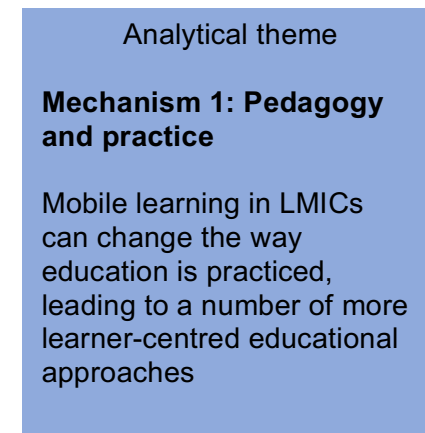 Analytical theme
Mechanism 1: Pedagogy
and practice
Mobile learning in LMICs
can change the way
education is practiced,
leading to a number of more
learner-centred educational
approaches